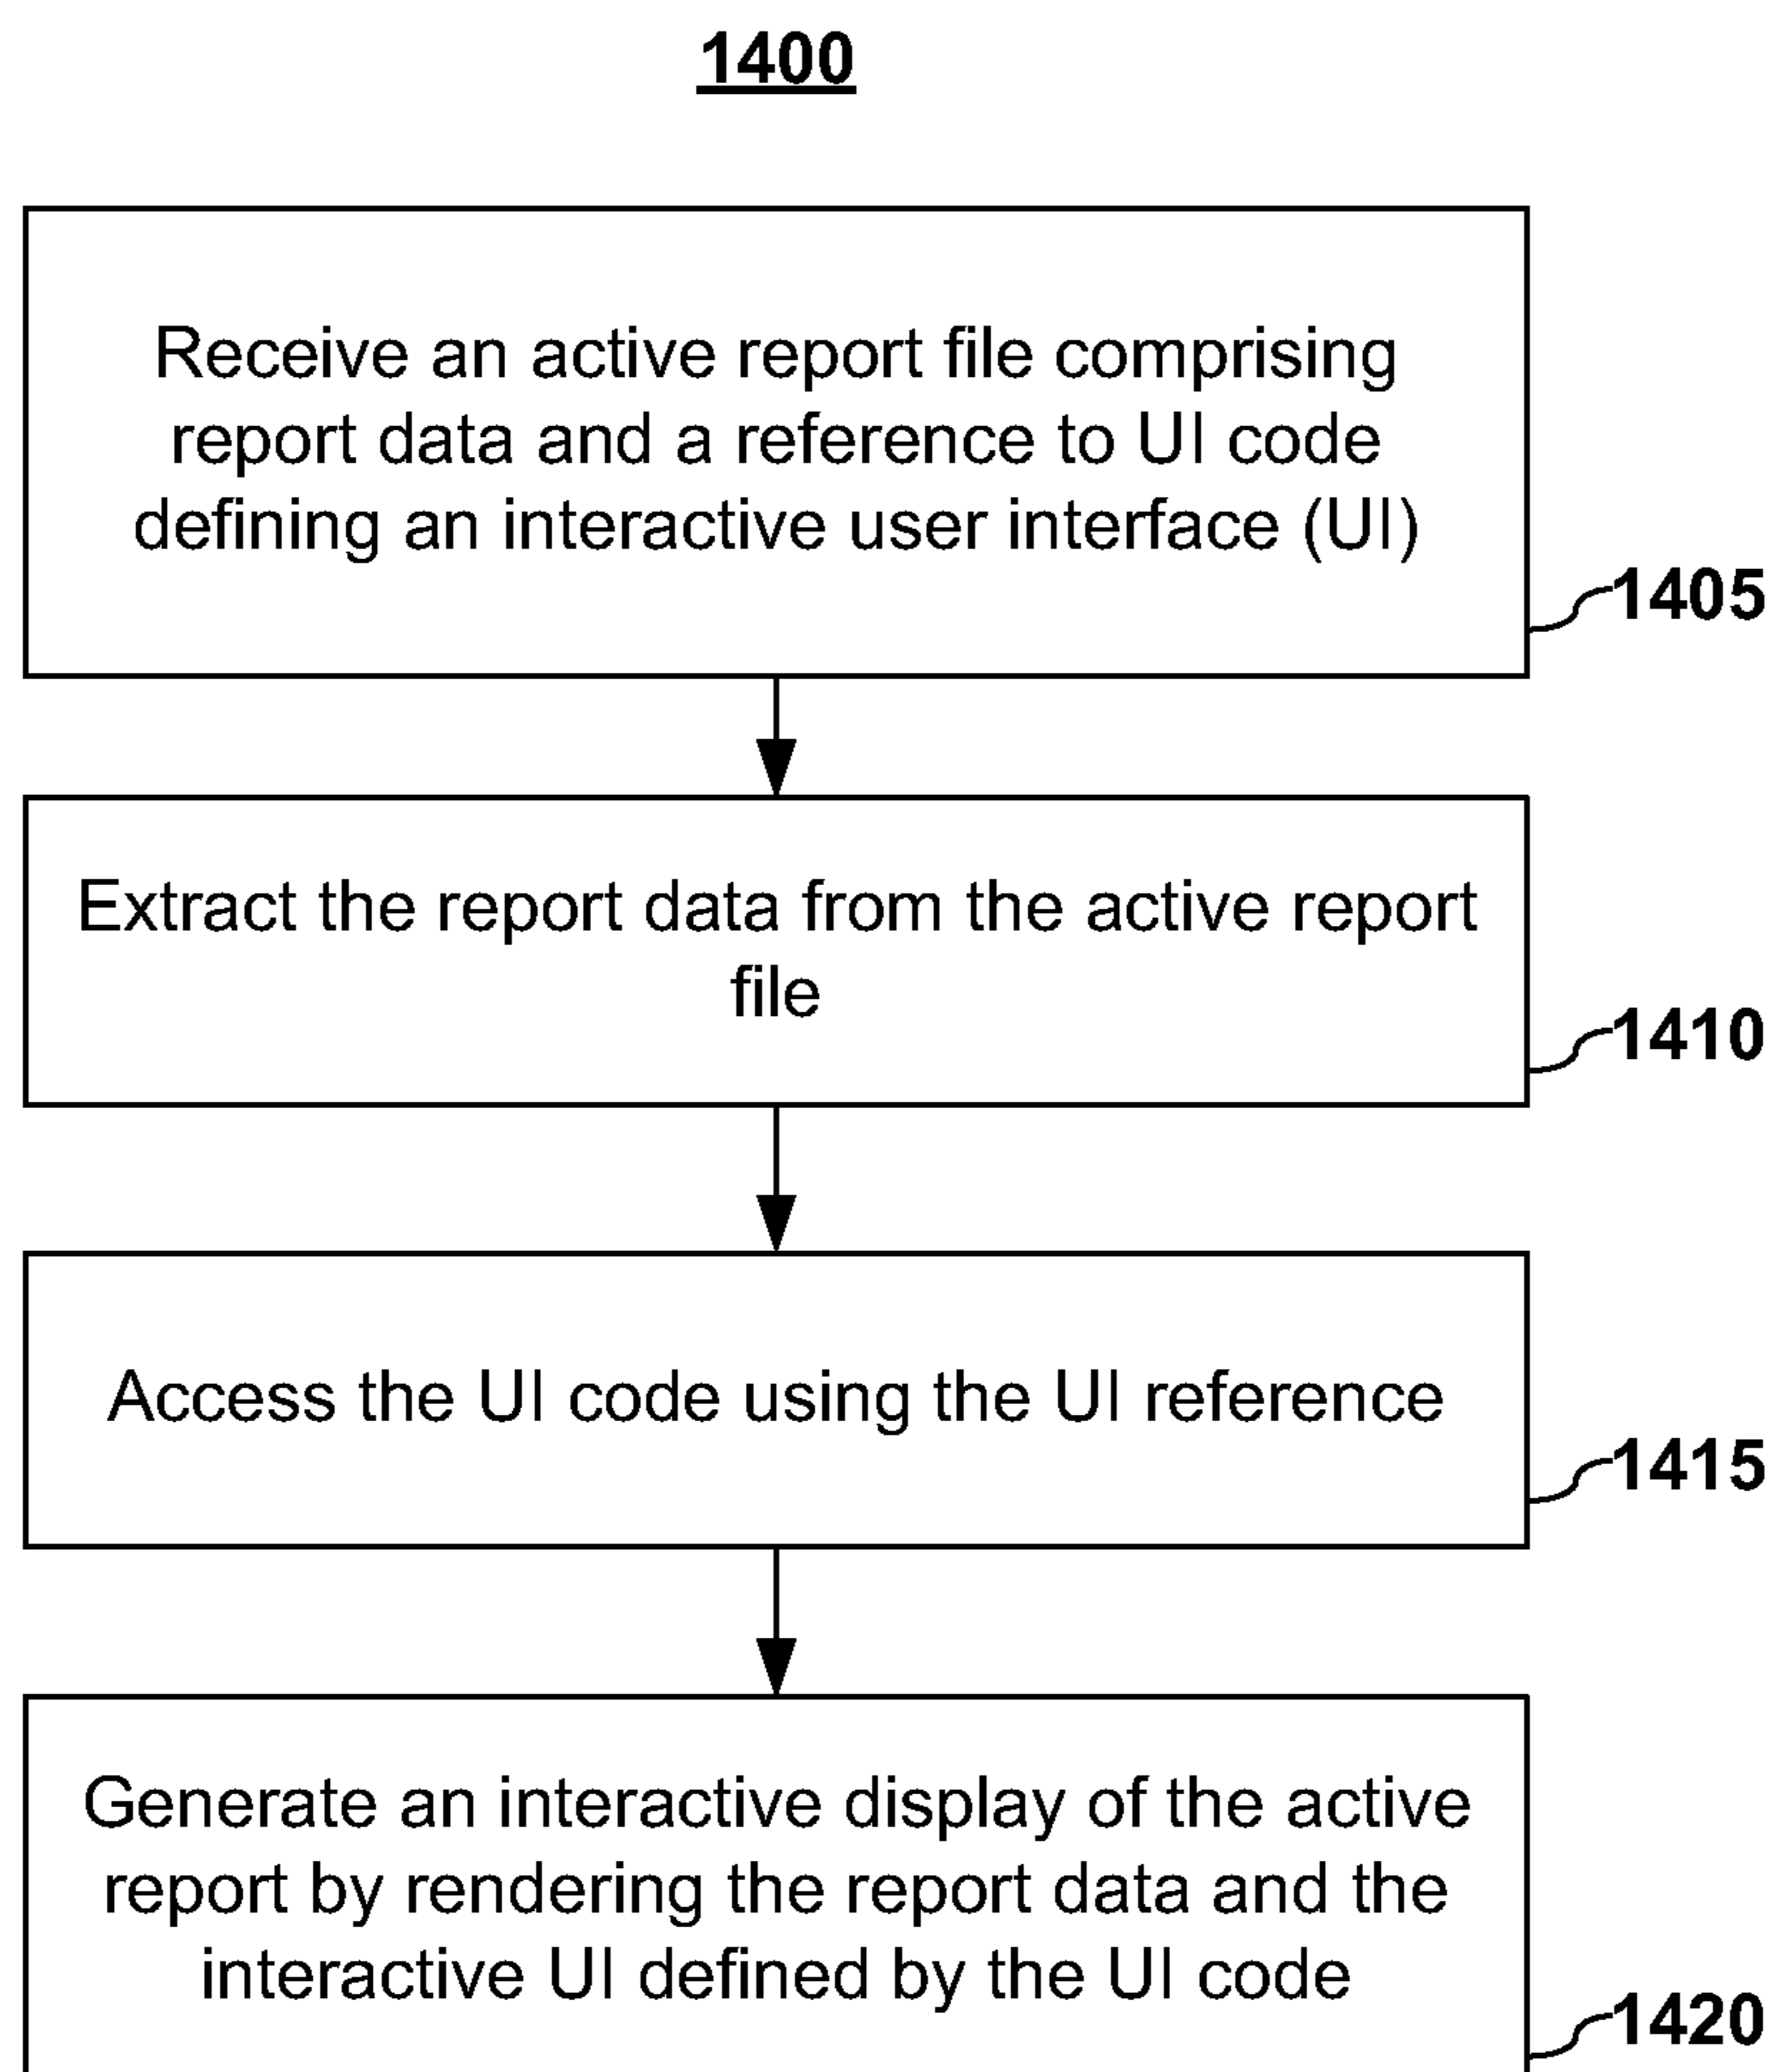 1400
Receive an active report file comprising
report data and a reference to UI code
defining an interactive user interface (UI)
1405
Extract the report data from the active report
file
1410
Access the UI code using the UI reference
1415
Generate an interactive display of the active
report by rendering the report data and the
interactive UI defined by the UI code
1420